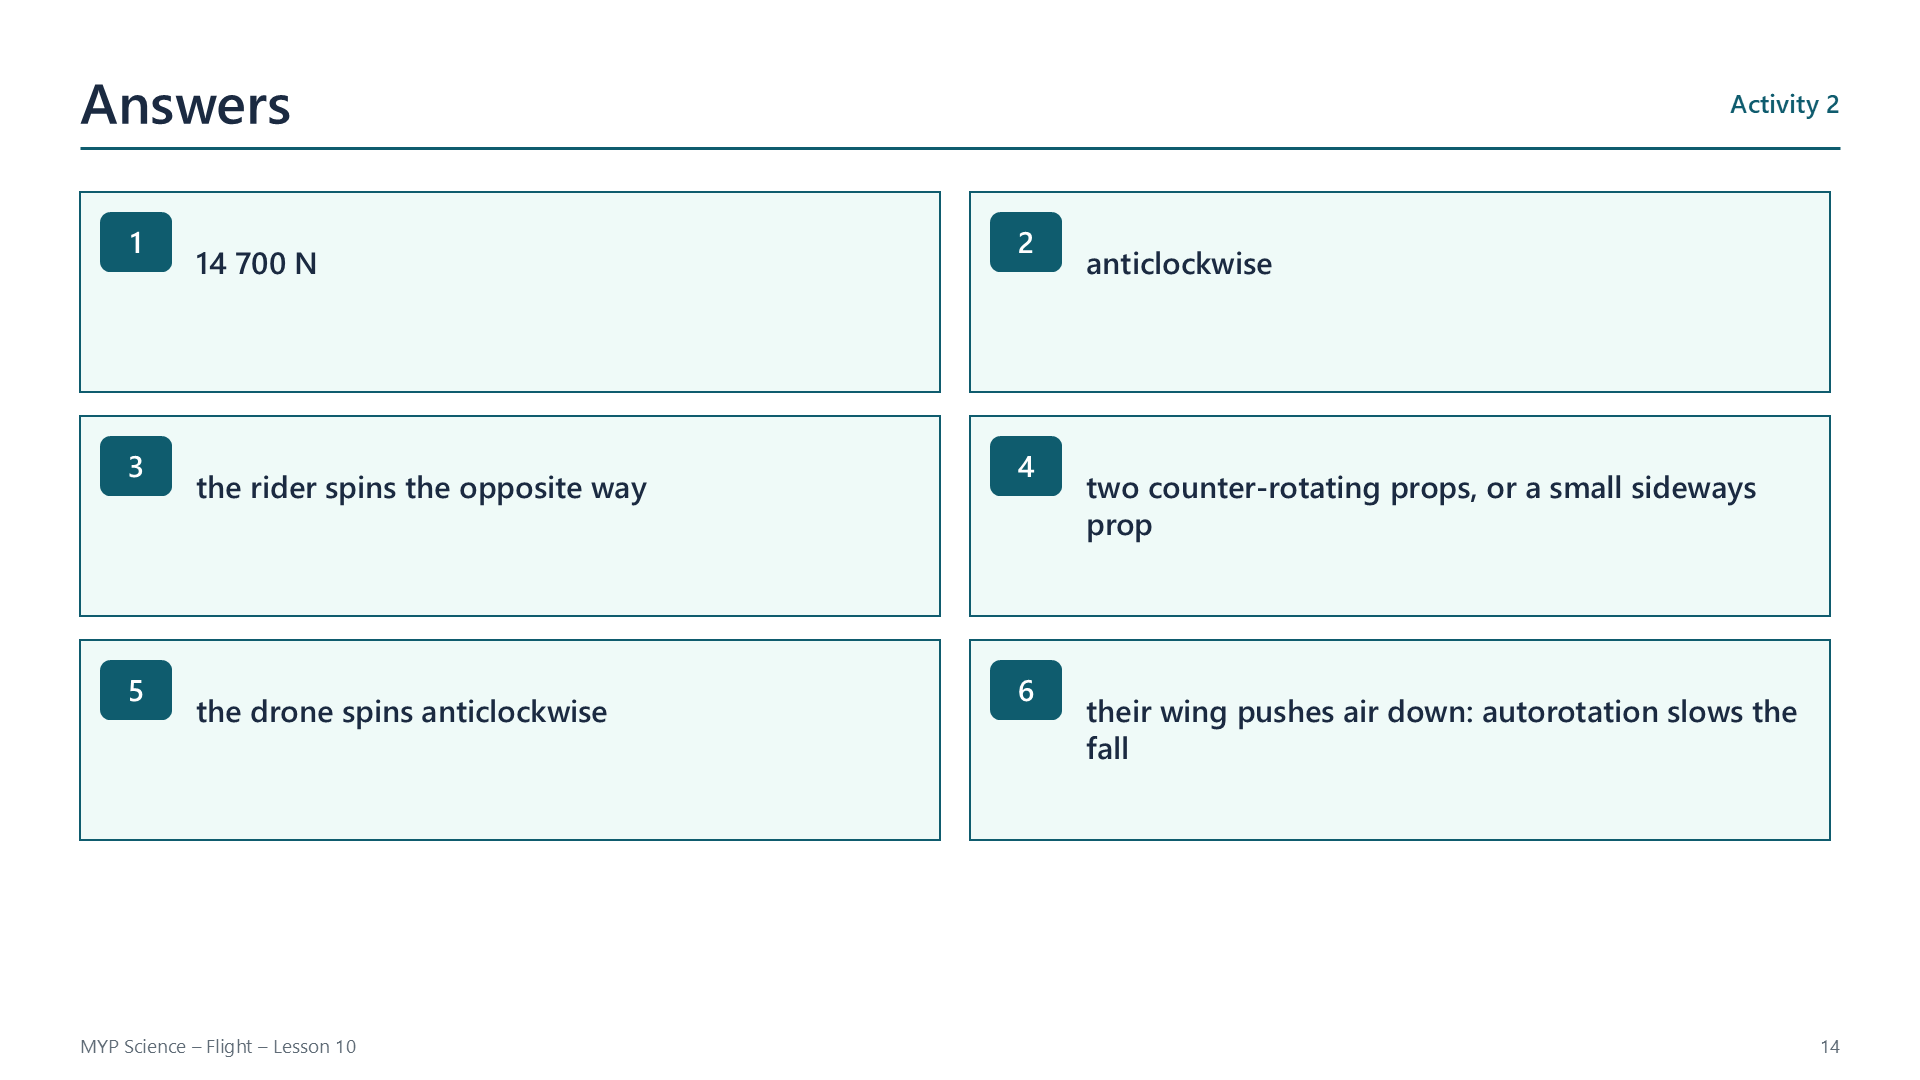 Answers
Activity 2
1
14 700 N
2
anticlockwise
3
the rider spins the opposite way
4
two counter-rotating props, or a small sideways
prop
5
the drone spins anticlockwise
6
their wing pushes air down: autorotation slows the
fall
MYP Science – Flight – Lesson 10
14